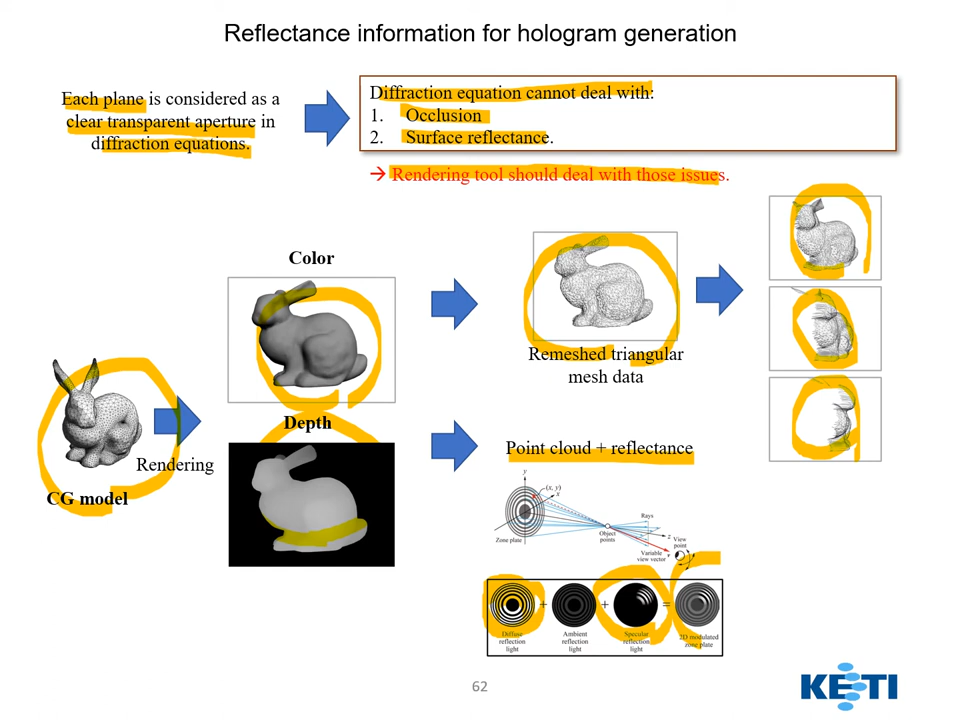 Reflectance information for hologram generation
Each plane is considered as a
clear transparent aperture in
diffraction equations.
Diffraction equation cannot deal with:
1. Occlusion
2. Surface reflectance.
→ Rendering tool should deal with those issues.
Color
Remeshed triangular
mesh data
Depth
Rendering
CG model
Point cloud + reflectance
y
(x, y)
x
Rays
Zone plate
Object
points
z
View
point
Variable
view vector
v
+
+
=
Diffuse
reflection
light
Ambient
reflection
light
Specular
reflection
light
2D modulated
zone plate
62
KETI